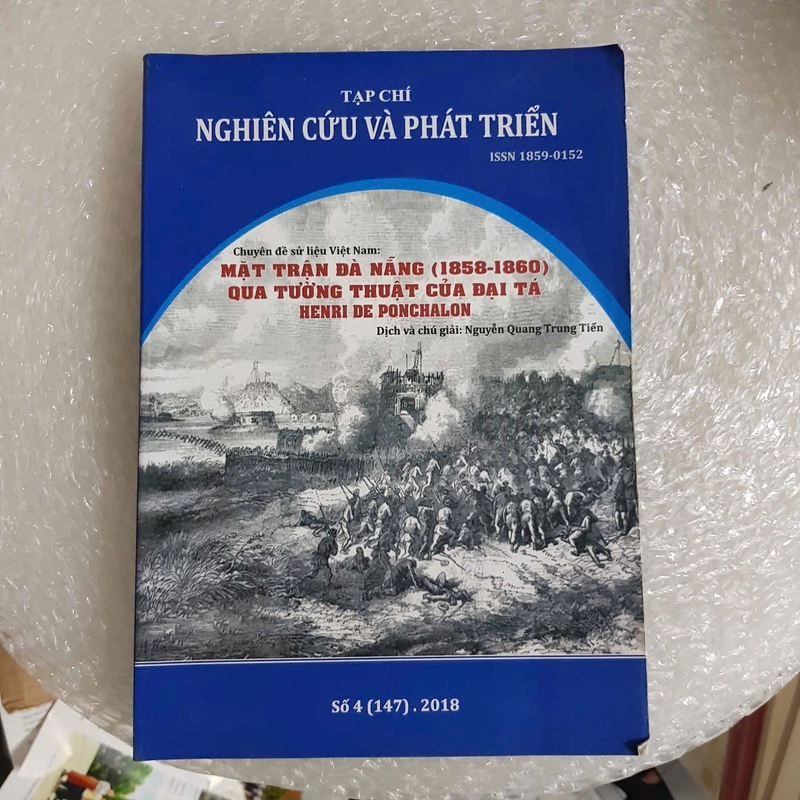 TẠP CHÍ
NGHIÊN CỨU VÀ PHÁT TRIỂN
ISSN 1859-0152
Chuyên đề sử liệu Việt Nam:
MẶT TRẬN ĐÀ NẴNG (1858-1860)
QUA TƯỜNG THUẬT CỦA ĐẠI TÁ
HENRI DE PONCHALON
Dịch và chú giải: Nguyễn Quang Trung Tiến
Số 4 (147) . 2018